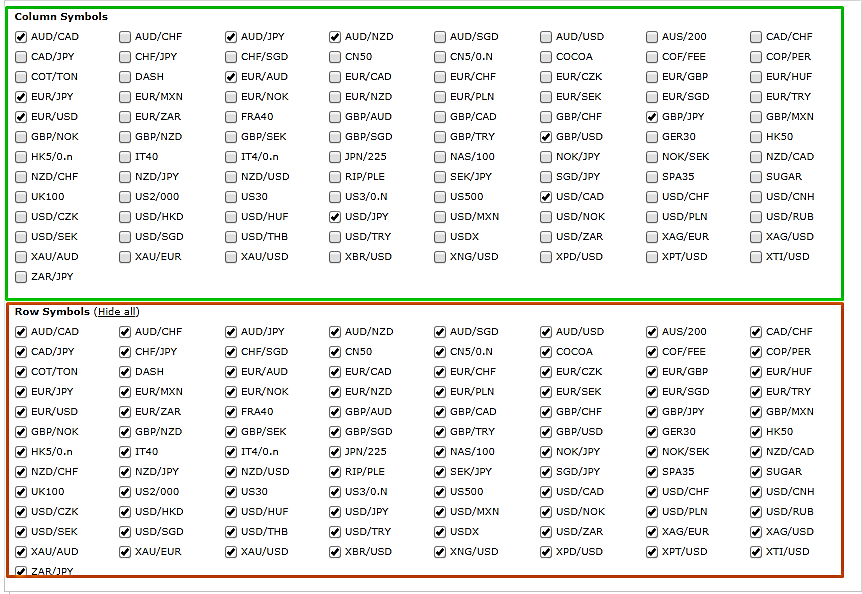 Column Symbols
AUD/CAD AUD/CHF AUD/JPY AUD/NZD AUD/SGD AUD/USD AUS/200 CAD/CHF
CAD/JPY CHF/JPY CHF/SGD CN50 CN5/0.N COCOA COF/FEE COP/PER
COT/TON DASH EUR/AUD EUR/CAD EUR/CHF EUR/CZK EUR/GBP EUR/HUF
EUR/JPY EUR/MXN EUR/NOK EUR/NZD EUR/PLN EUR/SEK EUR/SGD EUR/TRY
EUR/USD EUR/ZAR FRA40 GBP/AUD GBP/CAD GBP/CHF GBP/JPY GBP/MXN
GBP/NOK GBP/NZD GBP/SEK GBP/SGD GBP/TRY GBP/USD GER30 HK50
HK5/0.n IT40 IT4/0.n JPN/225 NAS/100 NOK/JPY NOK/SEK NZD/CAD
NZD/CHF NZD/JPY NZD/USD RIP/PLE SEK/JPY SGD/JPY SPA35 SUGAR
UK100 US2/000 US30 US3/0.N US500 USD/CAD USD/CHF USD/CNH
USD/CZK USD/HKD USD/HUF USD/JPY USD/MXN USD/NOK USD/PLN USD/RUB
USD/SEK USD/SGD USD/THB USD/TRY USDX USD/ZAR XAG/EUR XAG/USD
XAU/AUD XAU/EUR XAU/USD XBR/USD XNG/USD XPD/USD XPT/USD XTI/USD
ZAR/JPY
Row Symbols (Hide all)
AUD/CAD AUD/CHF AUD/JPY AUD/NZD AUD/SGD AUD/USD AUS/200 CAD/CHF
CAD/JPY CHF/JPY CHF/SGD CN50 CN5/0.N COCOA COF/FEE COP/PER
COT/TON DASH EUR/AUD EUR/CAD EUR/CHF EUR/CZK EUR/GBP EUR/HUF
EUR/JPY EUR/MXN EUR/NOK EUR/NZD EUR/PLN EUR/SEK EUR/SGD EUR/TRY
EUR/USD EUR/ZAR FRA40 GBP/AUD GBP/CAD GBP/CHF GBP/JPY GBP/MXN
GBP/NOK GBP/NZD GBP/SEK GBP/SGD GBP/TRY GBP/USD GER30 HK50
HK5/0.n IT40 IT4/0.n JPN/225 NAS/100 NOK/JPY NOK/SEK NZD/CAD
NZD/CHF NZD/JPY NZD/USD RIP/PLE SEK/JPY SGD/JPY SPA35 SUGAR
UK100 US2/000 US30 US3/0.N US500 USD/CAD USD/CHF USD/CNH
USD/CZK USD/HKD USD/HUF USD/JPY USD/MXN USD/NOK USD/PLN USD/RUB
USD/SEK USD/SGD USD/THB USD/TRY USDX USD/ZAR XAG/EUR XAG/USD
XAU/AUD XAU/EUR XAU/USD XBR/USD XNG/USD XPD/USD XPT/USD XTI/USD
ZAR/JPY